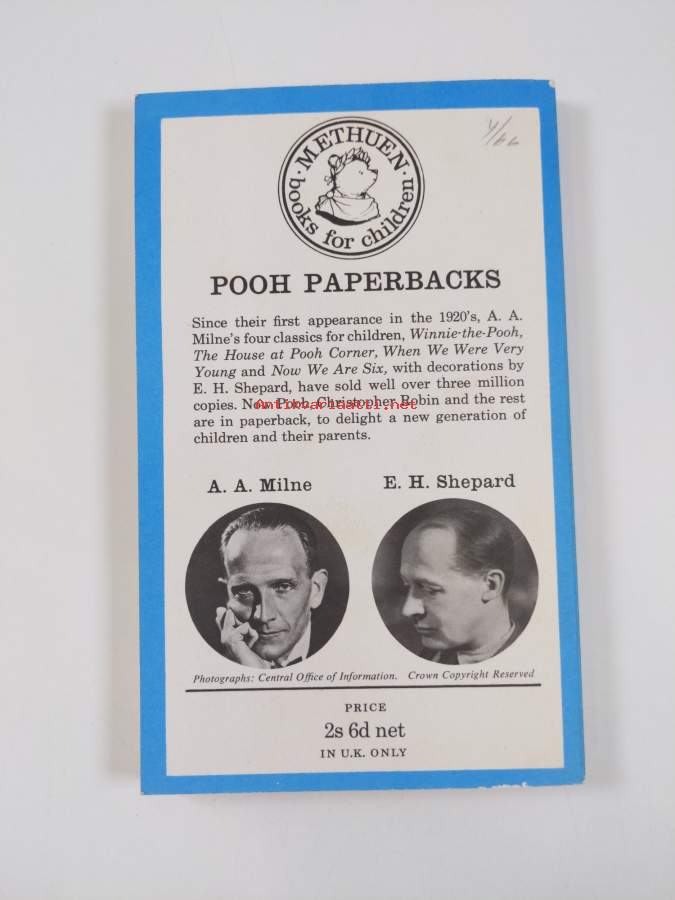 METHUEN
books for children
POOH PAPERBACKS
Since their first appearance in the 1920's, A. A.
Milne's four classics for children, Winnie-the-Pooh,
The House at Pooh Corner, When We Were Very
Young and Now We Are Six, with decorations by
E. H. Shepard, have sold well over three million
copies. Now Pooh, Christopher Robin and the rest
Antikvariaatti.net
are in paperback, to delight a new generation of
children and their parents.
A. A. Milne
E. H. Shepard
Photographs: Central Office of Information. Crown Copyright Reserved
PRICE
2s 6d net
IN U.K. ONLY